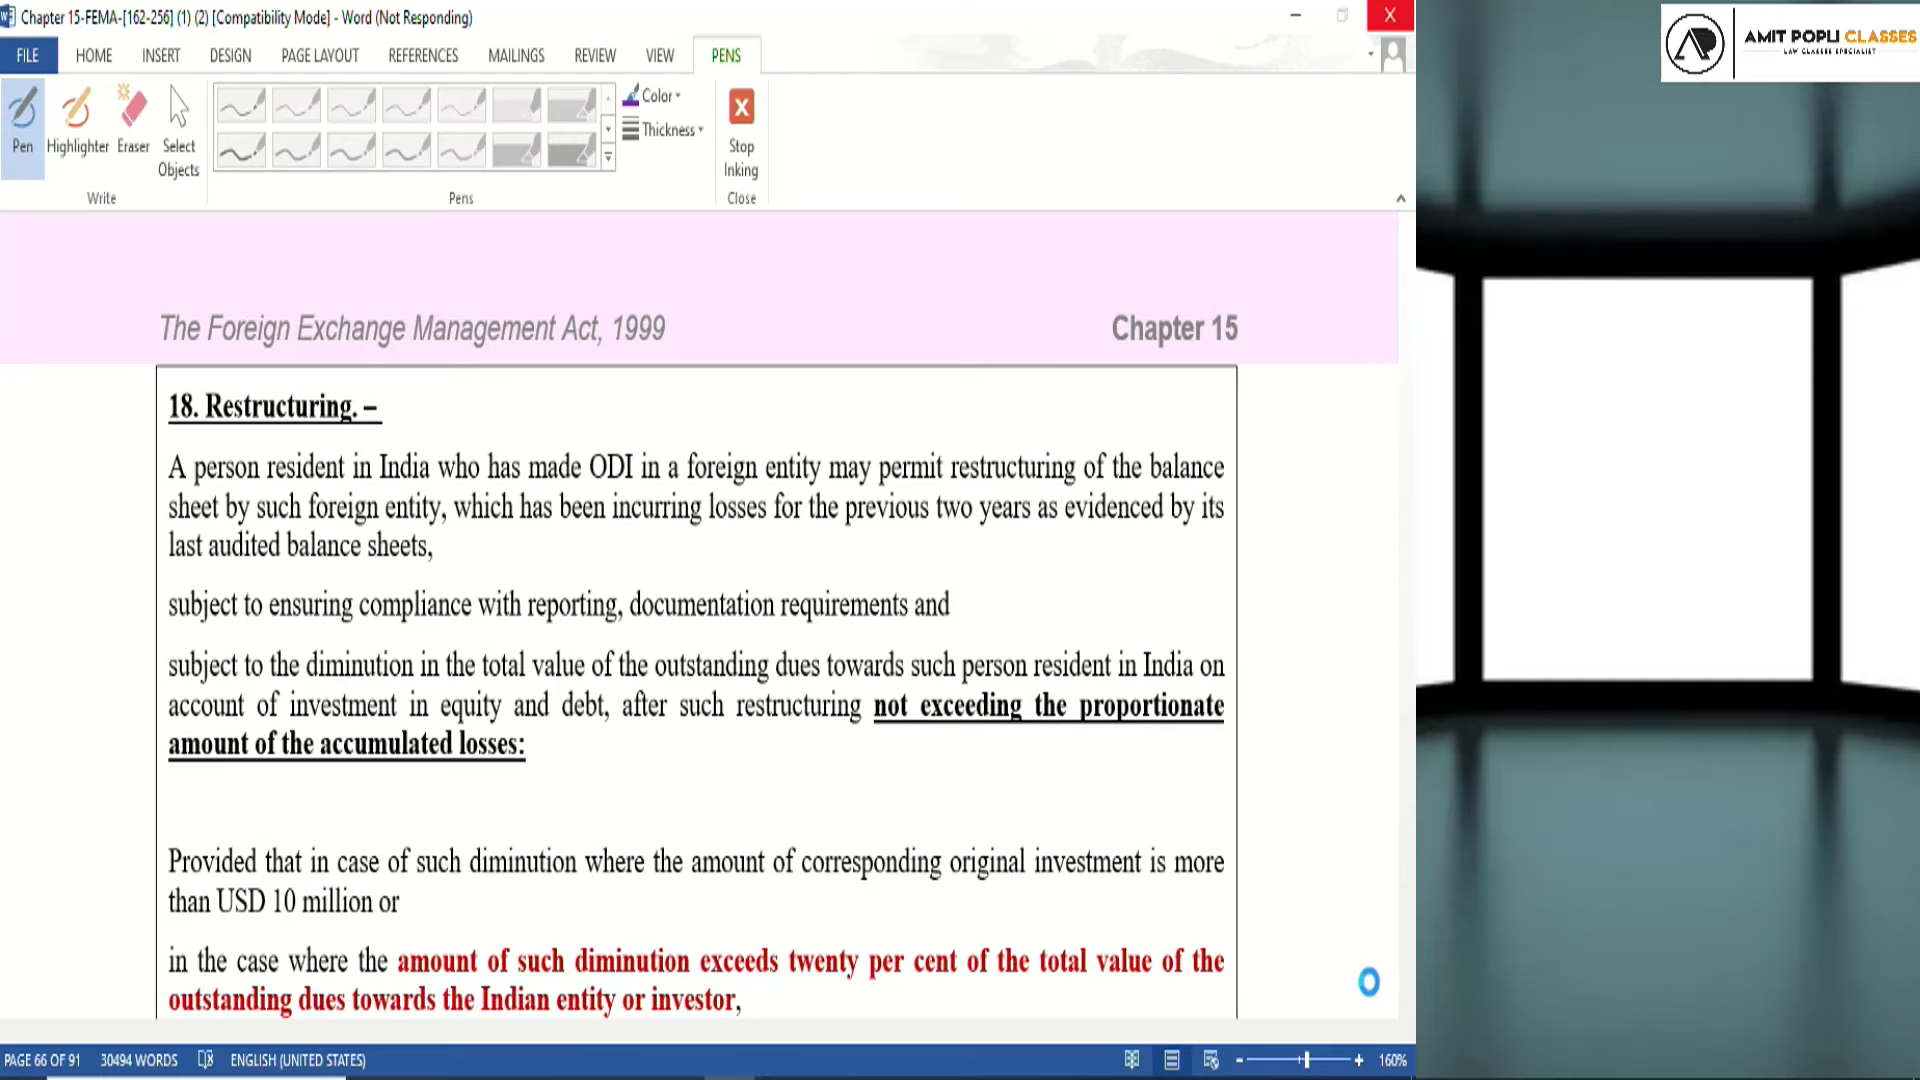 Chapter 15-FEMA-[162-256] (1) (2) [Compatibility Mode] - Word (Not Responding)
FILE HOME INSERT DESIGN PAGE LAYOUT REFERENCES MAILINGS REVIEW VIEW PENS
Pen Highlighter Eraser Select Objects
Color
Thickness
Stop Inking
Write Pens Close
AMIT POPLI CLASSES
LAW CLASSES SPECIALIST
The Foreign Exchange Management Act, 1999 Chapter 15
18. Restructuring. –
A person resident in India who has made ODI in a foreign entity may permit restructuring of the balance
sheet by such foreign entity, which has been incurring losses for the previous two years as evidenced by its
last audited balance sheets,
subject to ensuring compliance with reporting, documentation requirements and
subject to the diminution in the total value of the outstanding dues towards such person resident in India on
account of investment in equity and debt, after such restructuring not exceeding the proportionate
amount of the accumulated losses:
Provided that in case of such diminution where the amount of corresponding original investment is more
than USD 10 million or
in the case where the amount of such diminution exceeds twenty per cent of the total value of the
outstanding dues towards the Indian entity or investor,
PAGE 66 OF 91 30494 WORDS ENGLISH (UNITED STATES) 160%